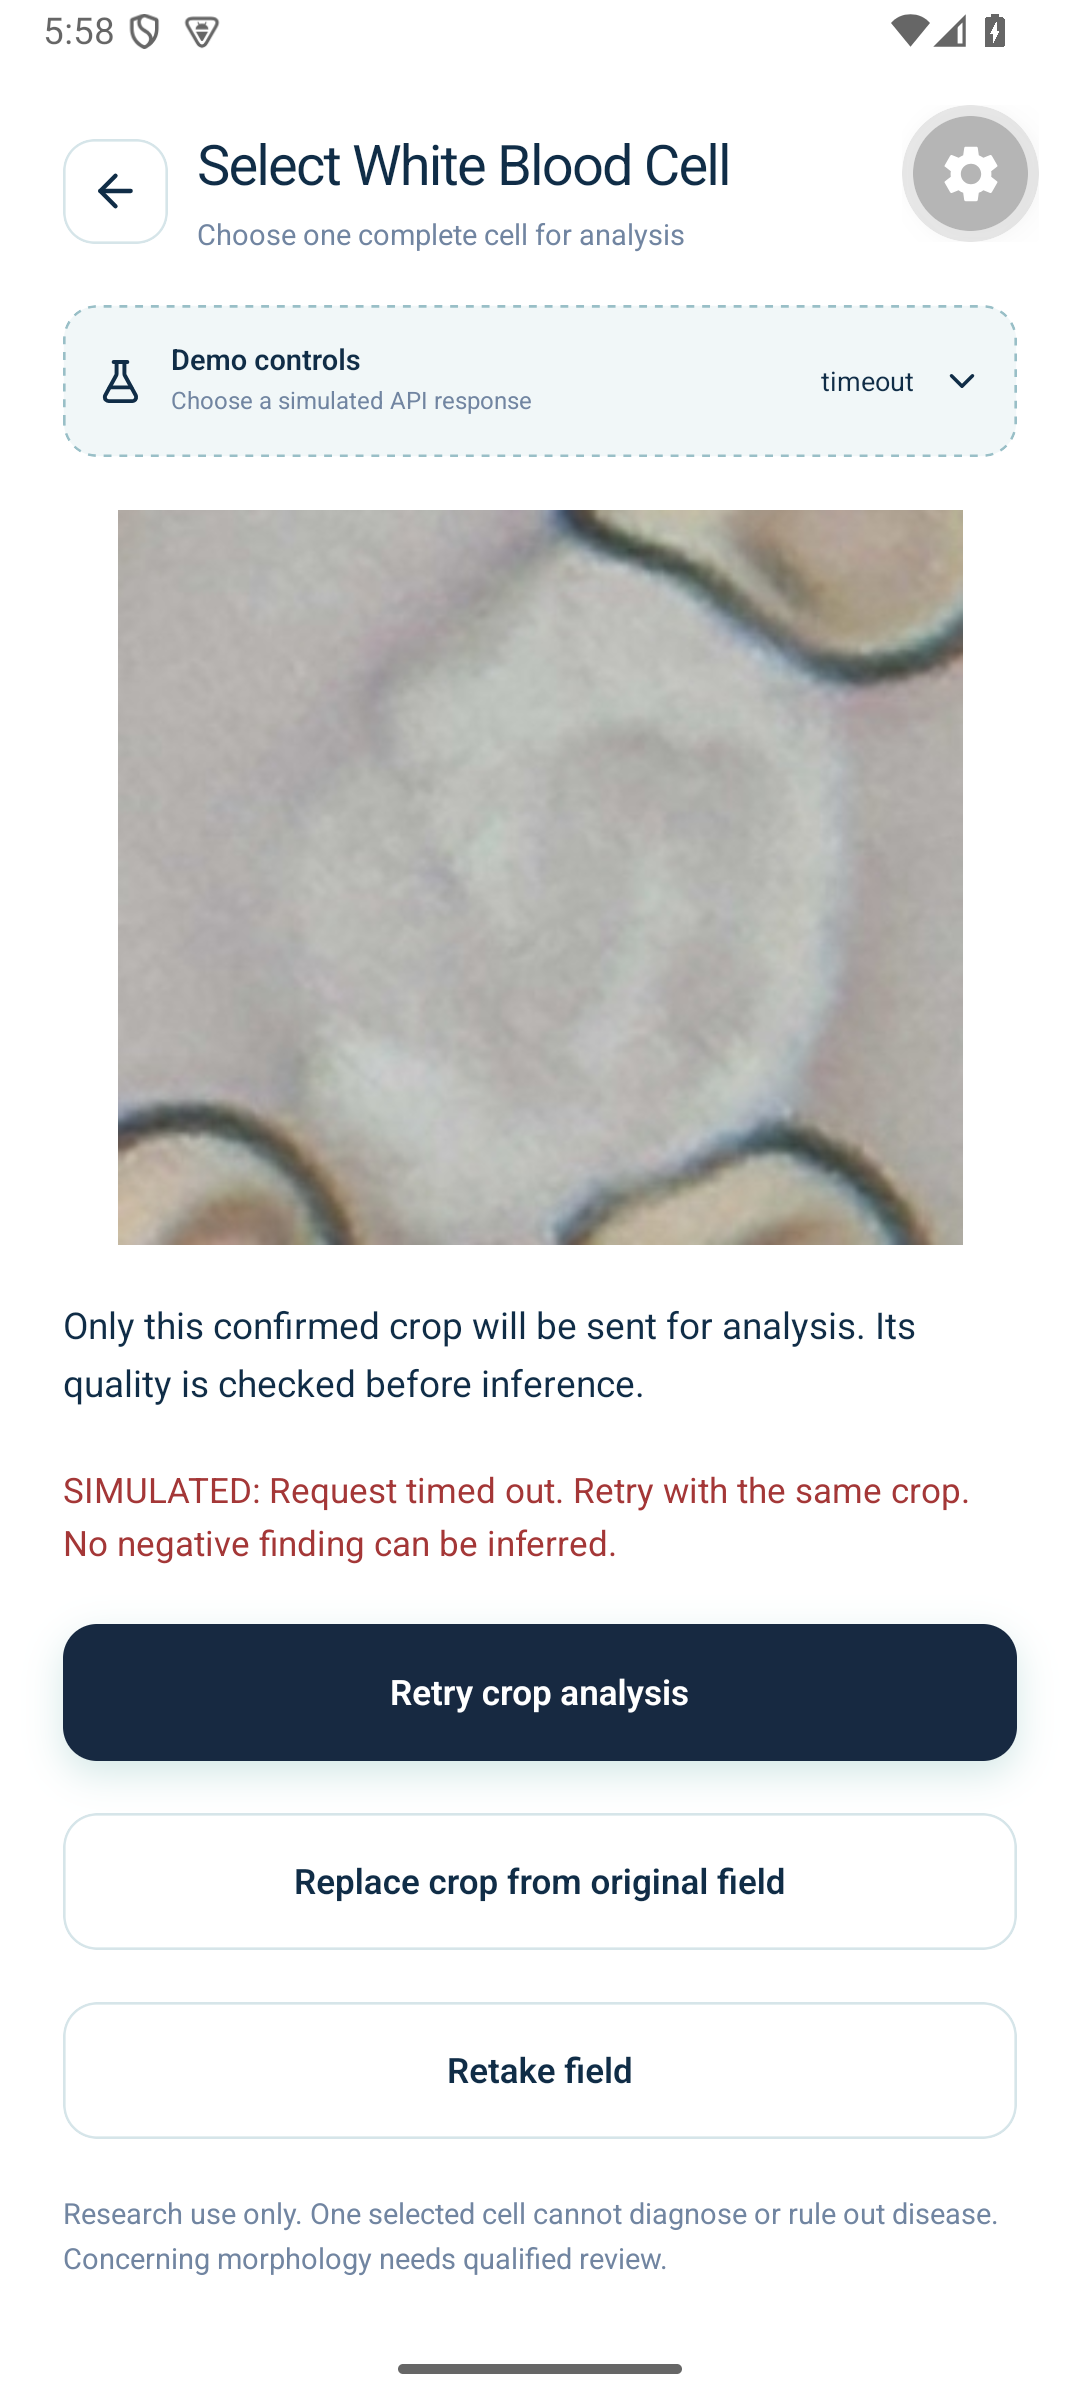 5:58
Select White Blood Cell
Choose one complete cell for analysis
Demo controls
Choose a simulated API response
timeout
Only this confirmed crop will be sent for analysis. Its
quality is checked before inference.
SIMULATED: Request timed out. Retry with the same crop.
No negative finding can be inferred.
Retry crop analysis
Replace crop from original field
Retake field
Research use only. One selected cell cannot diagnose or rule out disease.
Concerning morphology needs qualified review.